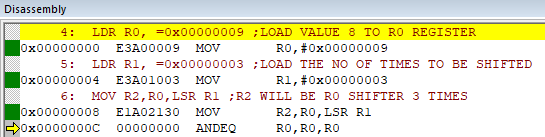 Disassembly
4: LDR R0, =0x00000009 ;LOAD VALUE 8 TO R0 REGISTER
0x00000000 E3A00009 MOV R0,#0x00000009
5: LDR R1, =0x00000003 ;LOAD THE NO OF TIMES TO BE SHIFTED
0x00000004 E3A01003 MOV R1,#0x00000003
6: MOV R2,R0,LSR R1 ;R2 WILL BE R0 SHIFTER 3 TIMES
0x00000008 E1A02130 MOV R2,R0,LSR R1
0x0000000C 00000000 ANDEQ R0,R0,R0